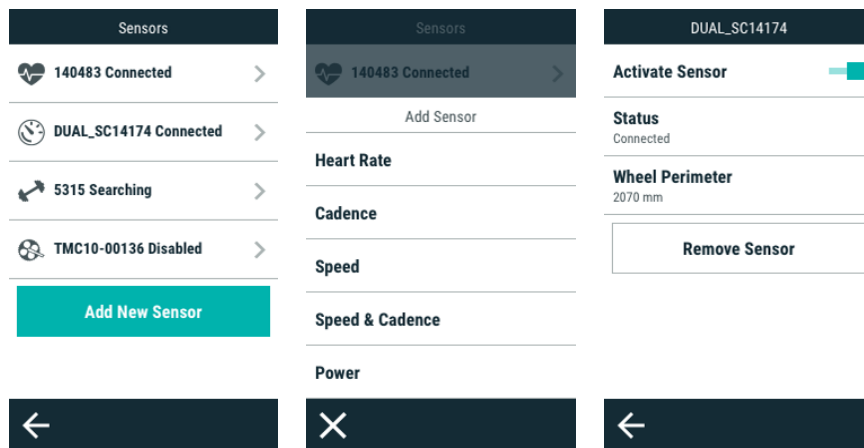 Sensors
140483 Connected
DUAL_SC14174 Connected
5315 Searching
TMC10-00136 Disabled
Add New Sensor
Sensors
140483 Connected
Add Sensor
Heart Rate
Cadence
Speed
Speed & Cadence
Power
DUAL_SC14174
Activate Sensor
Status
Connected
Wheel Perimeter
2070 mm
Remove Sensor